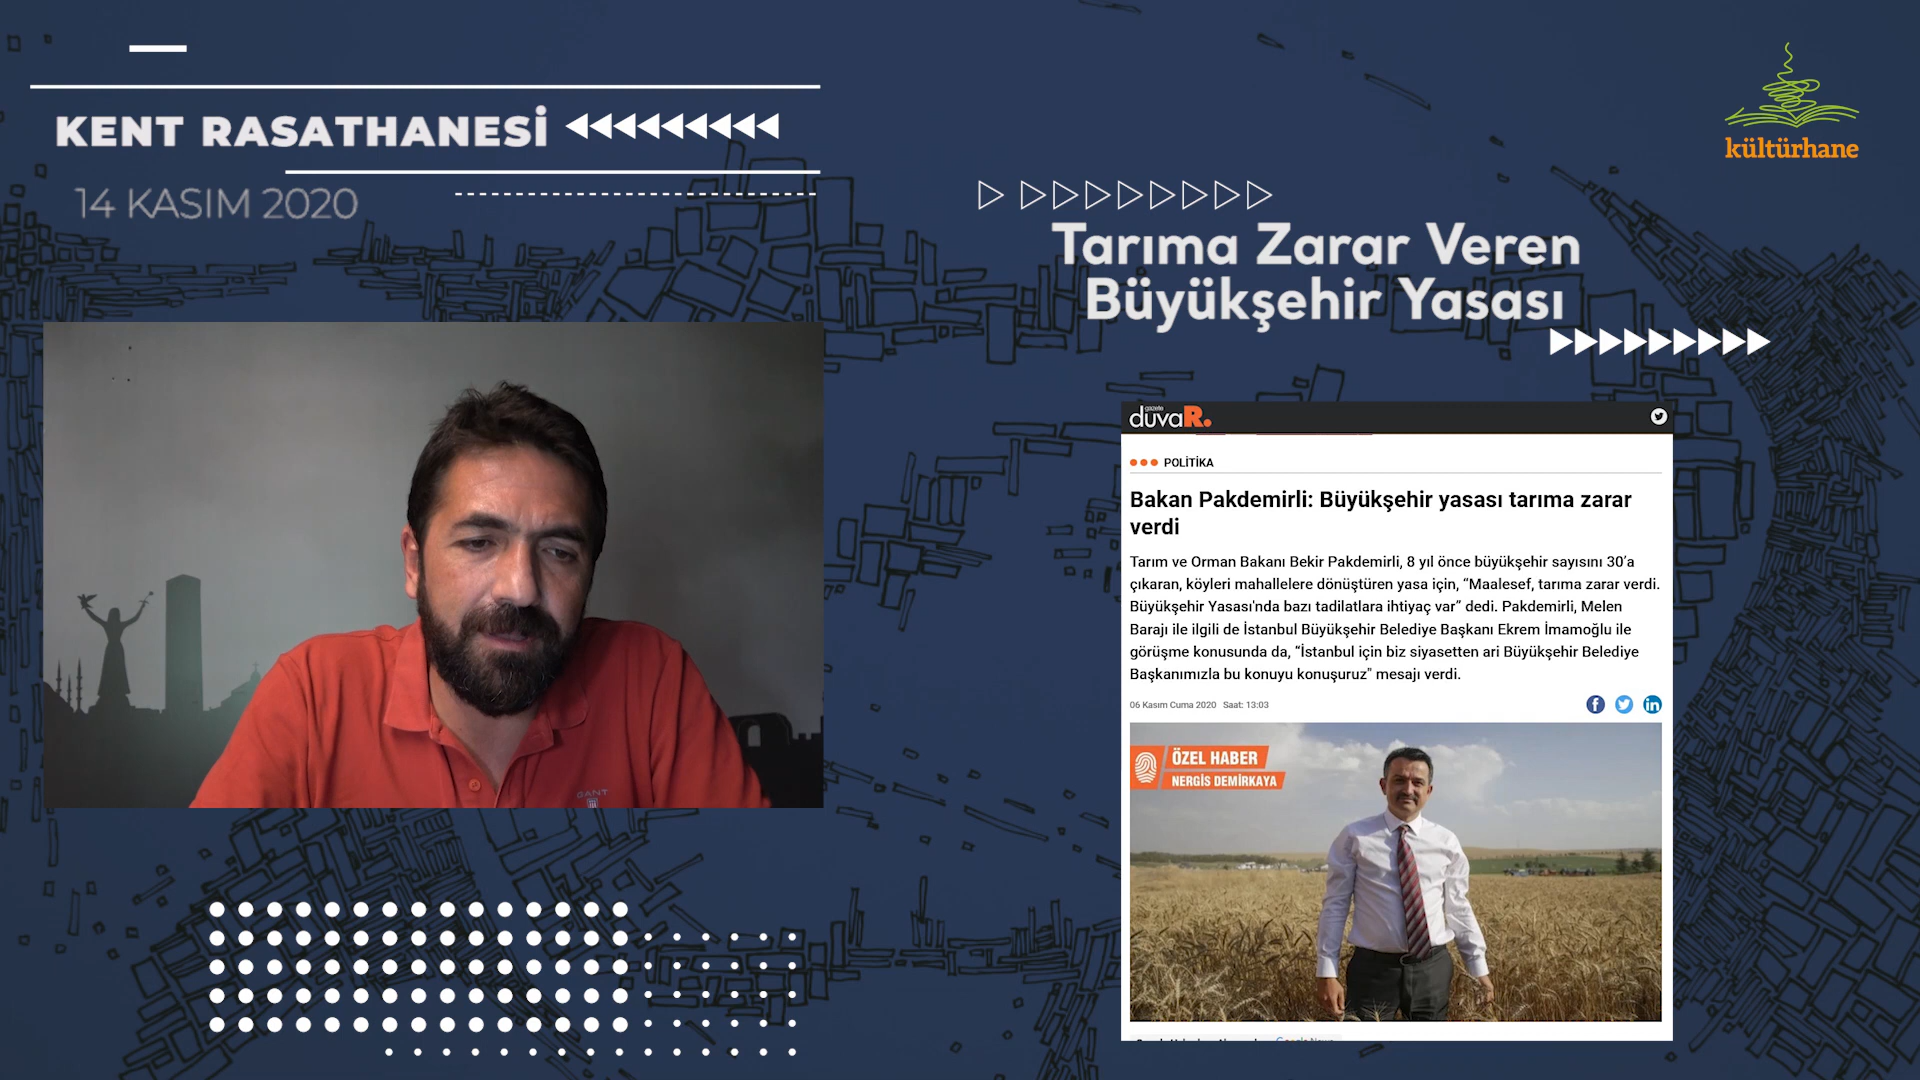 KENT RASATHANESİ
14 KASIM 2020
kültürhane
Tarıma Zarar Veren
Büyükşehir Yasası
gazete
duvaR.
POLİTİKA
Bakan Pakdemirli: Büyükşehir yasası tarıma zarar
verdi
Tarım ve Orman Bakanı Bekir Pakdemirli, 8 yıl önce büyükşehir sayısını 30’a
çıkaran, köyleri mahallelere dönüştüren yasa için, “Maalesef, tarıma zarar verdi.
Büyükşehir Yasası'nda bazı tadilatlara ihtiyaç var” dedi. Pakdemirli, Melen
Barajı ile ilgili de İstanbul Büyükşehir Belediye Başkanı Ekrem İmamoğlu ile
görüşme konusunda da, “İstanbul için biz siyasetten ari Büyükşehir Belediye
Başkanımızla bu konuyu konuşuruz" mesajı verdi.
06 Kasım Cuma 2020 Saat: 13:03
ÖZEL HABER
NERGİS DEMİRKAYA
GANT